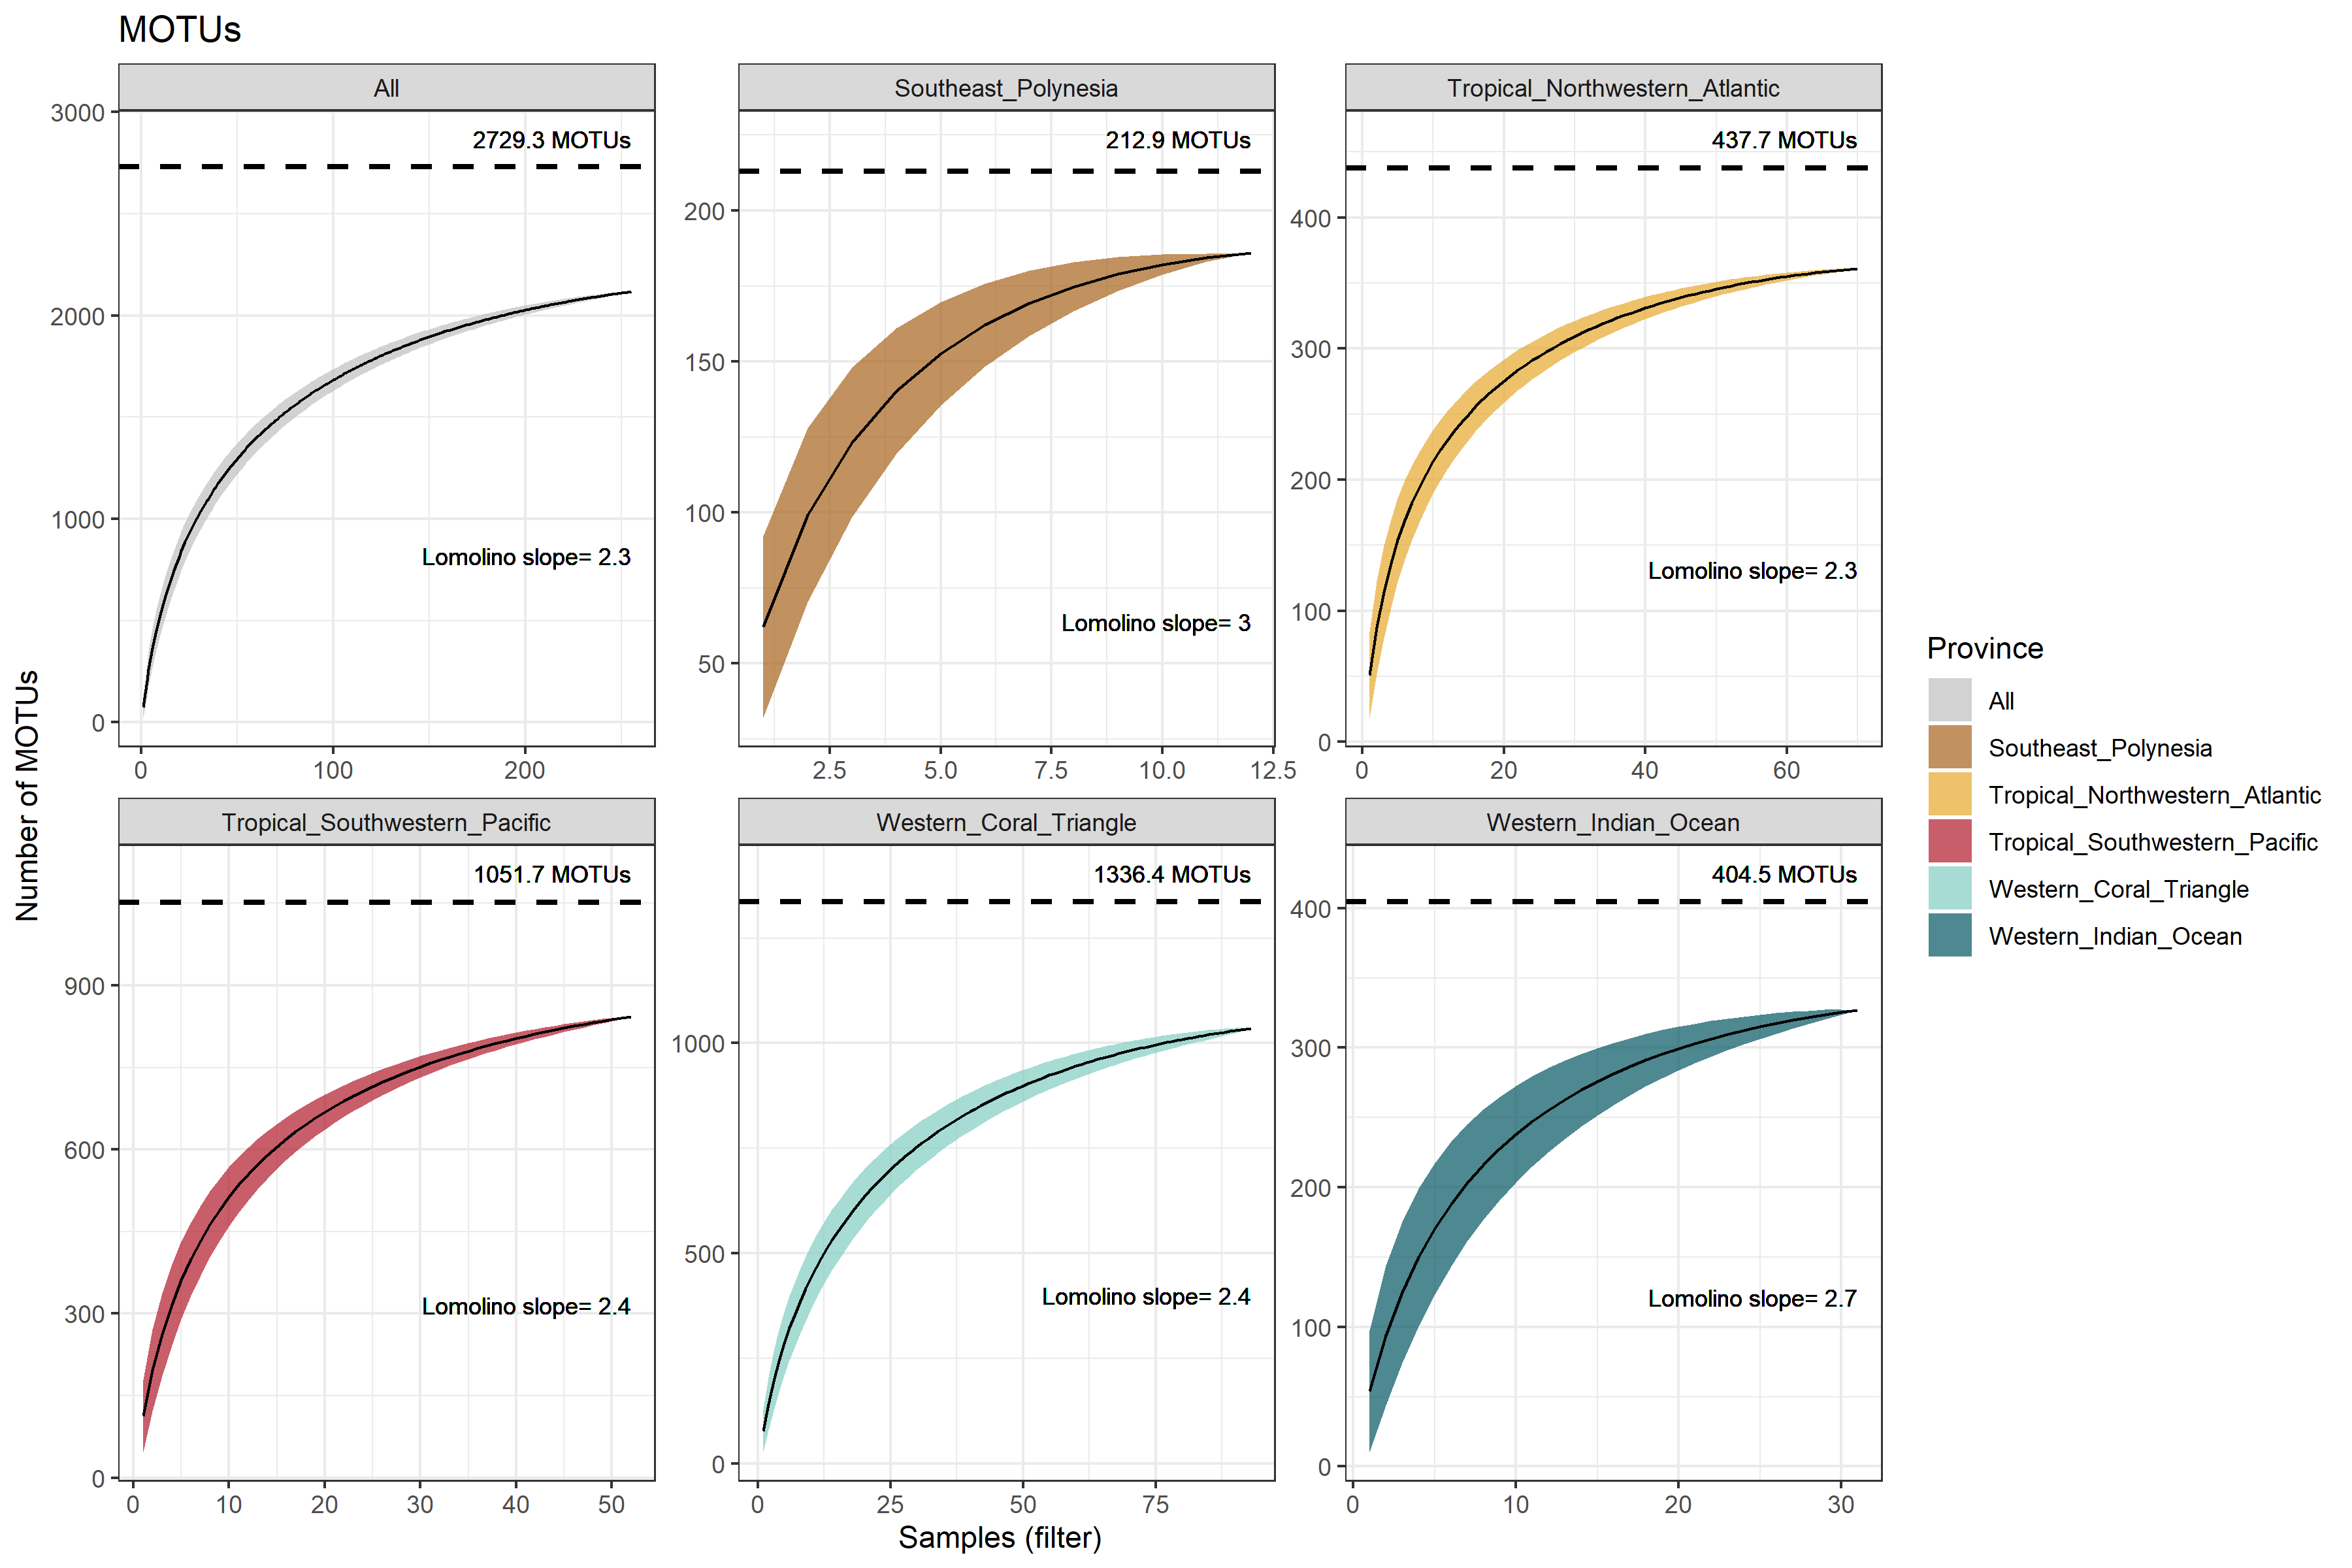 MOTUs
All
Southeast_Polynesia
Tropical_Northwestern_Atlantic
3000
2000
1000
0
2729.3 MOTUs
Lomolino slope= 2.3
0
100
200
200
150
100
50
212.9 MOTUs
Lomolino slope= 3
2.5
5.0
7.5
10.0
12.5
400
300
200
100
0
437.7 MOTUs
Lomolino slope= 2.3
0
20
40
60
Tropical_Southwestern_Pacific
Western_Coral_Triangle
Western_Indian_Ocean
900
600
300
0
1051.7 MOTUs
Lomolino slope= 2.4
0
10
20
30
40
50
1000
500
0
1336.4 MOTUs
Lomolino slope= 2.4
0
25
50
75
400
300
200
100
0
404.5 MOTUs
Lomolino slope= 2.7
0
10
20
30
Number of MOTUs
Samples (filter)
Province
All
Southeast_Polynesia
Tropical_Northwestern_Atlantic
Tropical_Southwestern_Pacific
Western_Coral_Triangle
Western_Indian_Ocean